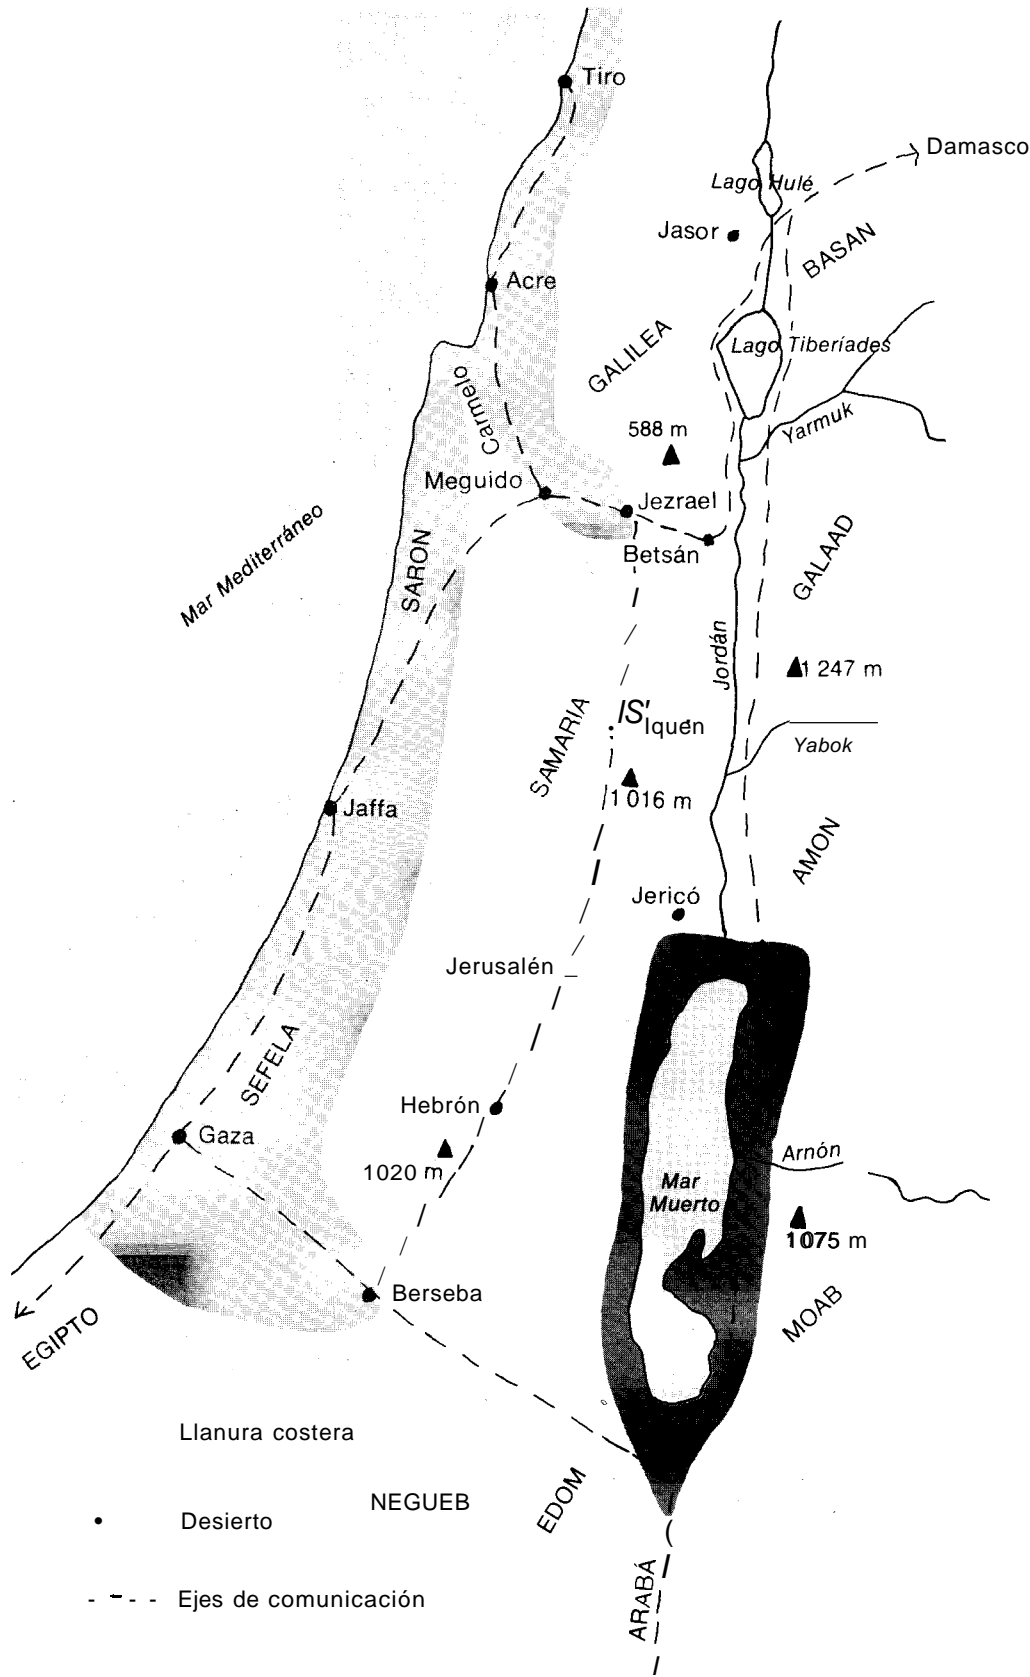 Tiro
Damasco
Lago Hulé
Jasor
BASAN
Acre
GALILEA
Lago Tiberíades
Carmelo
588 m
Yarmuk
Meguido
Jezrael
Mar Mediterráneo
SARON
Betsán
GALAAD
Jordán
1 247 m
SAMARIA
IS'Iquen
Yabok
1 016 m
Jaffa
AMON
Jericó
Jerusalén
SEFELA
Hebrón
Gaza
1020 m
Arnón
Mar
Muerto
1075 m
Berseba
MOAB
EGIPTO
Llanura costera
NEGUEB
EDOM
Desierto
ARABÁ
Ejes de comunicación